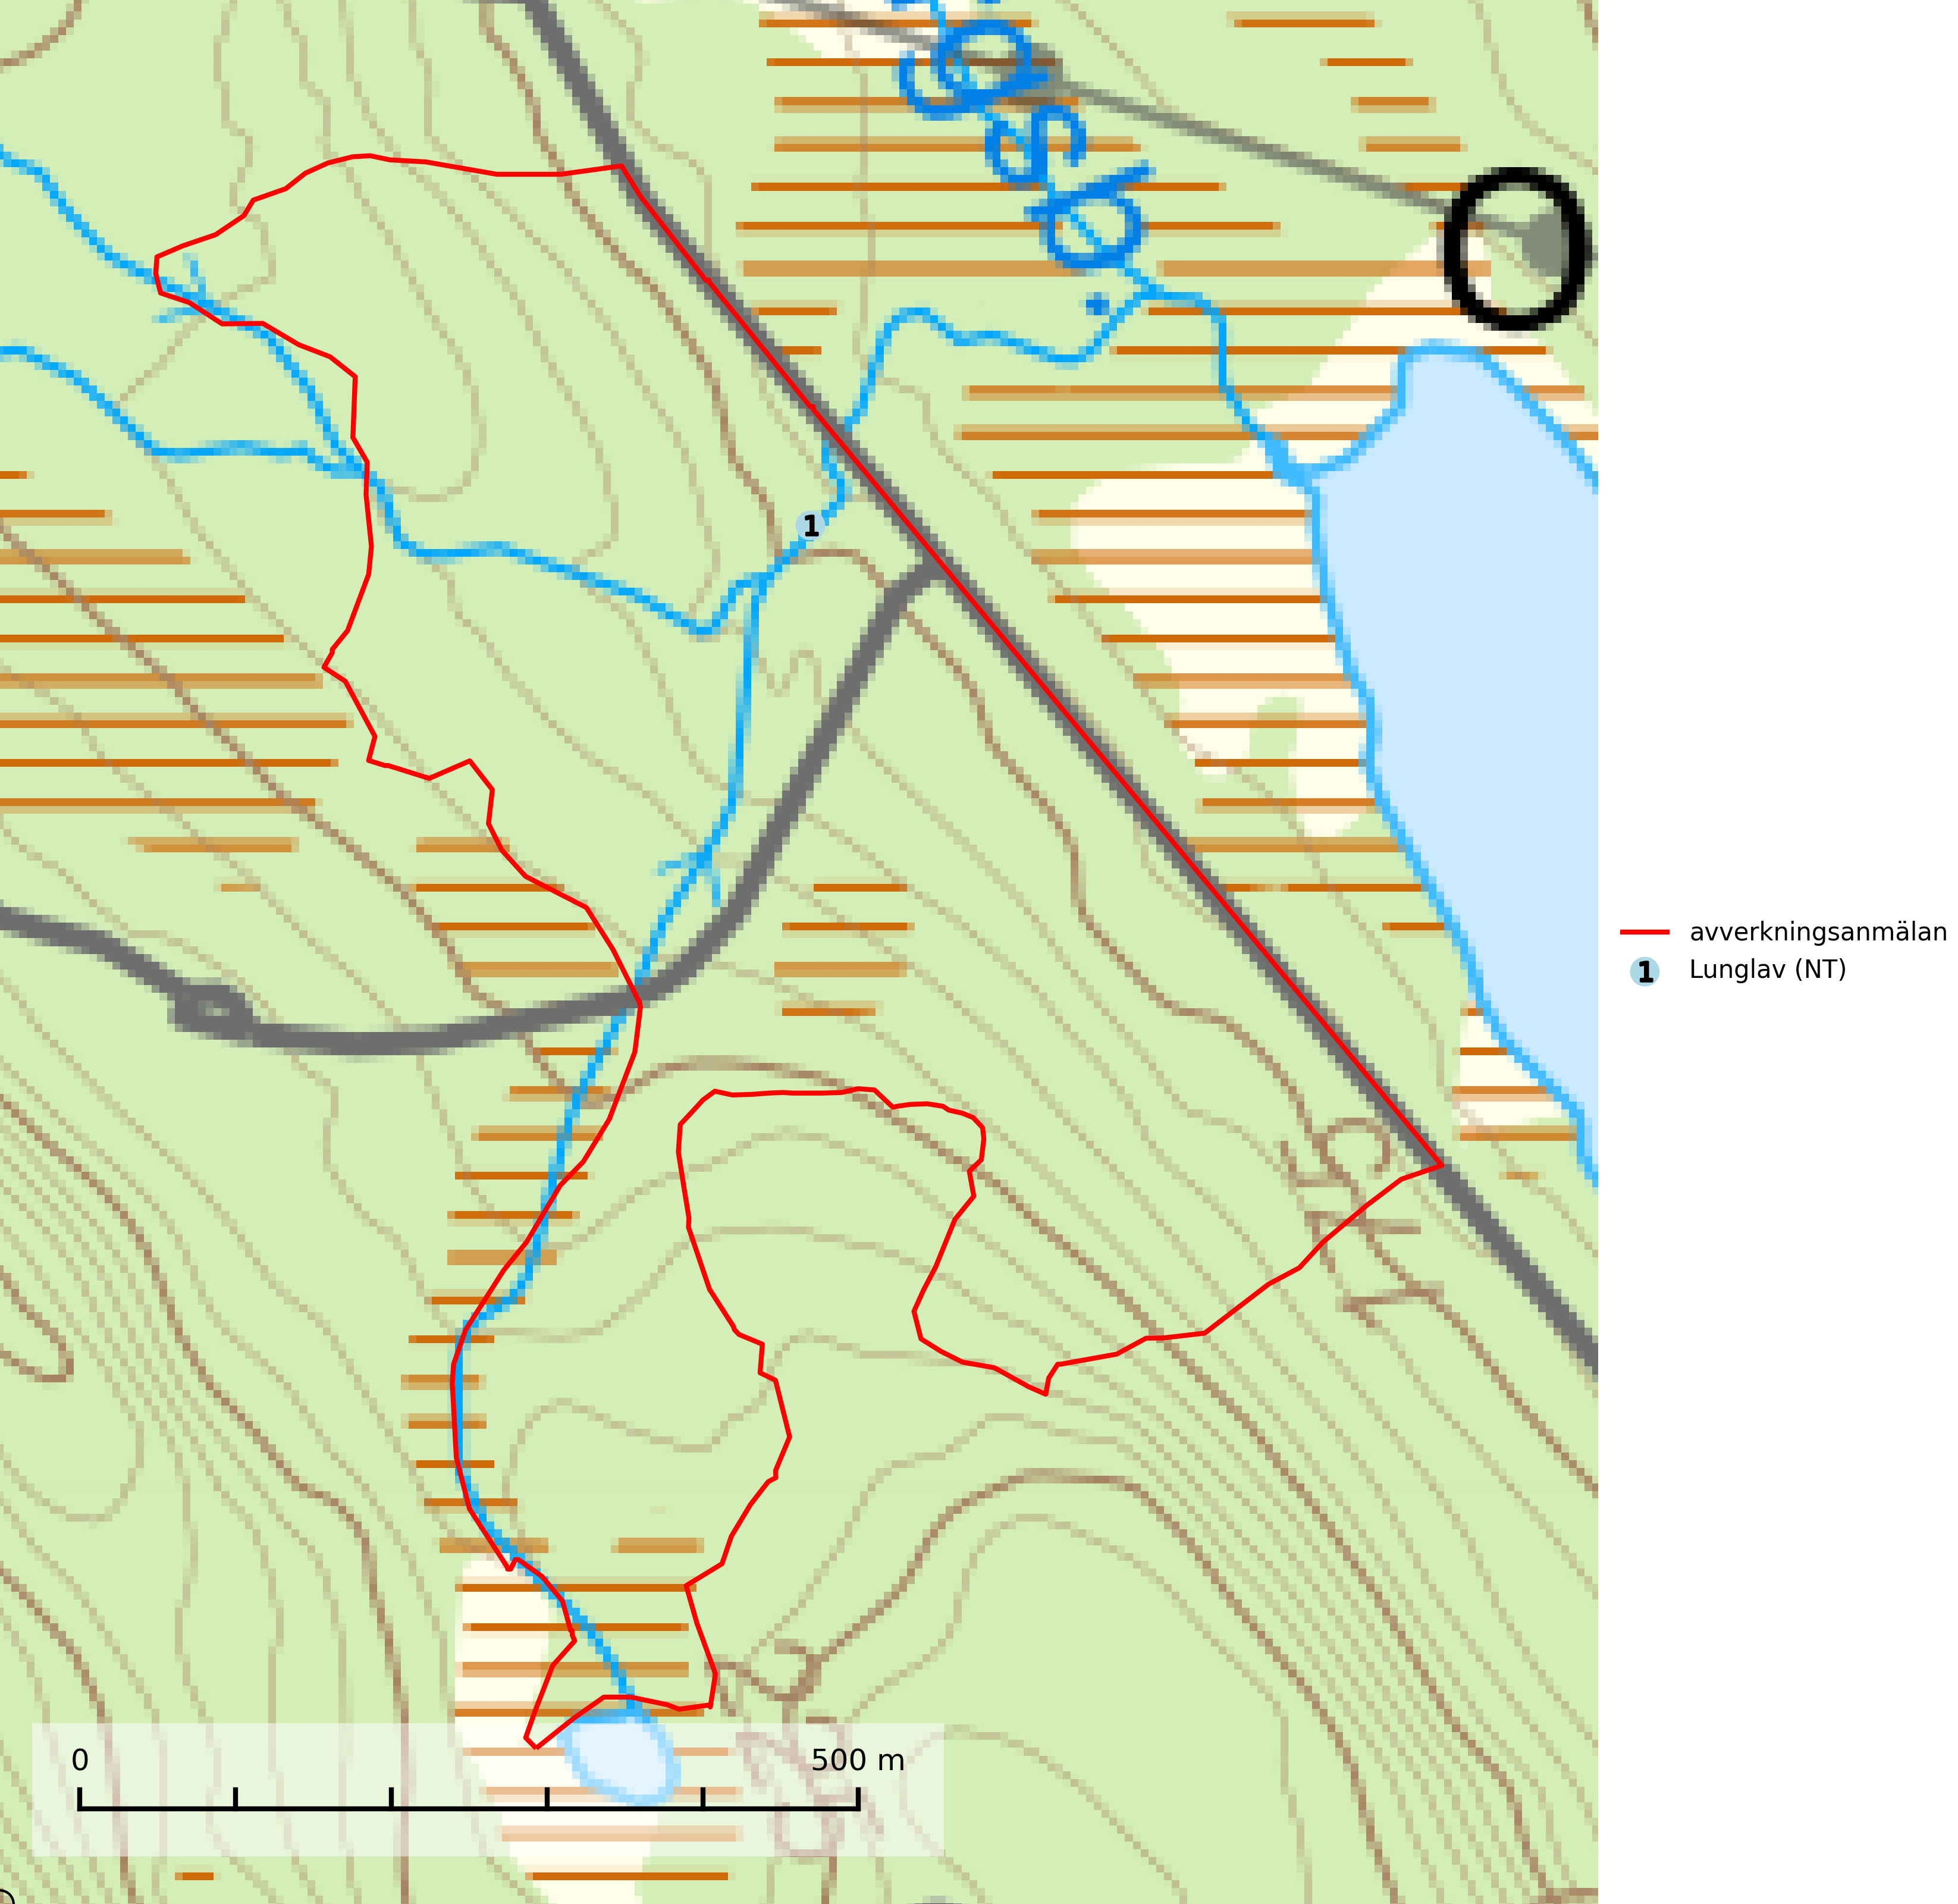 1
avverkningsanmälan
1 Lunglav (NT)
0 500 m